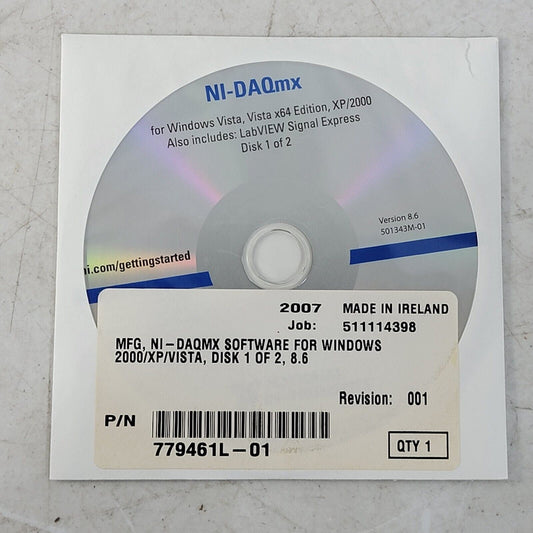 NI-DAQmx
for Windows Vista, Vista x64 Edition, XP/2000
Also includes: LabVIEW Signal Express
Disk 1 of 2
Version 8.6
501343M-01
ni.com/gettingstarted
2007 MADE IN IRELAND
Job: 511114398
MFG, NI-DAQMX SOFTWARE FOR WINDOWS
2000/XP/VISTA, DISK 1 OF 2, 8.6
Revision: 001
P/N
779461L-01
QTY 1